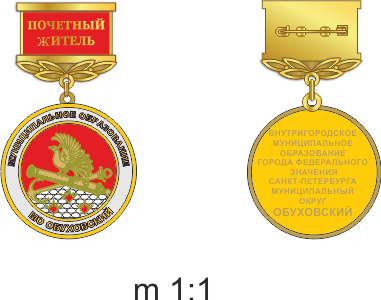 ПОЧЕТНЫЙ
ЖИТЕЛЬ
МУНИЦИПАЛЬНОЕ ОБРАЗОВАНИЕ
МО ОБУХОВСКИЙ
ВНУТРИГОРОДСКОЕ
МУНИЦИПАЛЬНОЕ
ОБРАЗОВАНИЕ
ГОРОДА ФЕДЕРАЛЬНОГО
ЗНАЧЕНИЯ
САНКТ-ПЕТЕРБУРГА
МУНИЦИПАЛЬНЫЙ
ОКРУГ
ОБУХОВСКИЙ
m 1:1